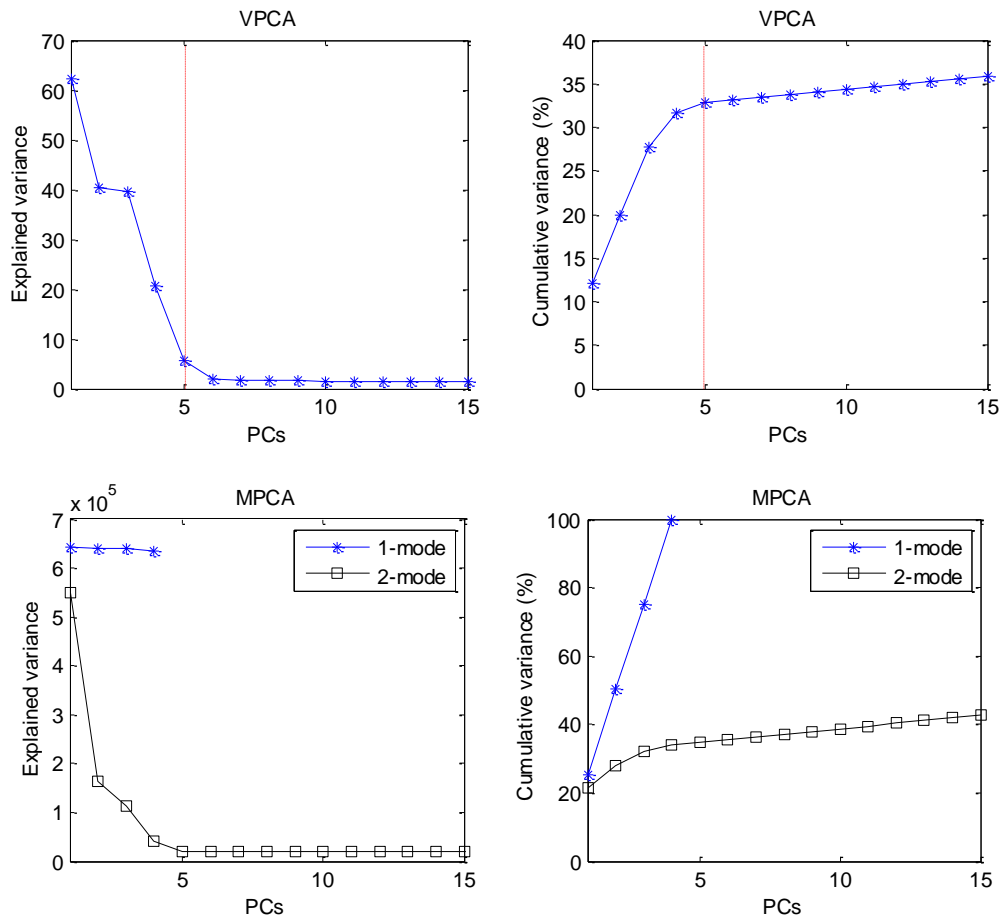 VPCA
70
60
50
40
30
20
10
0
5
10
15
Explained variance
PCs
VPCA
40
35
30
25
20
15
10
5
0
5
10
15
Cumulative variance (%)
PCs
MPCA
x 10^5
7
6
5
4
3
2
1
0
5
10
15
Explained variance
PCs
1-mode
2-mode
MPCA
100
80
60
40
20
0
5
10
15
Cumulative variance (%)
PCs
1-mode
2-mode